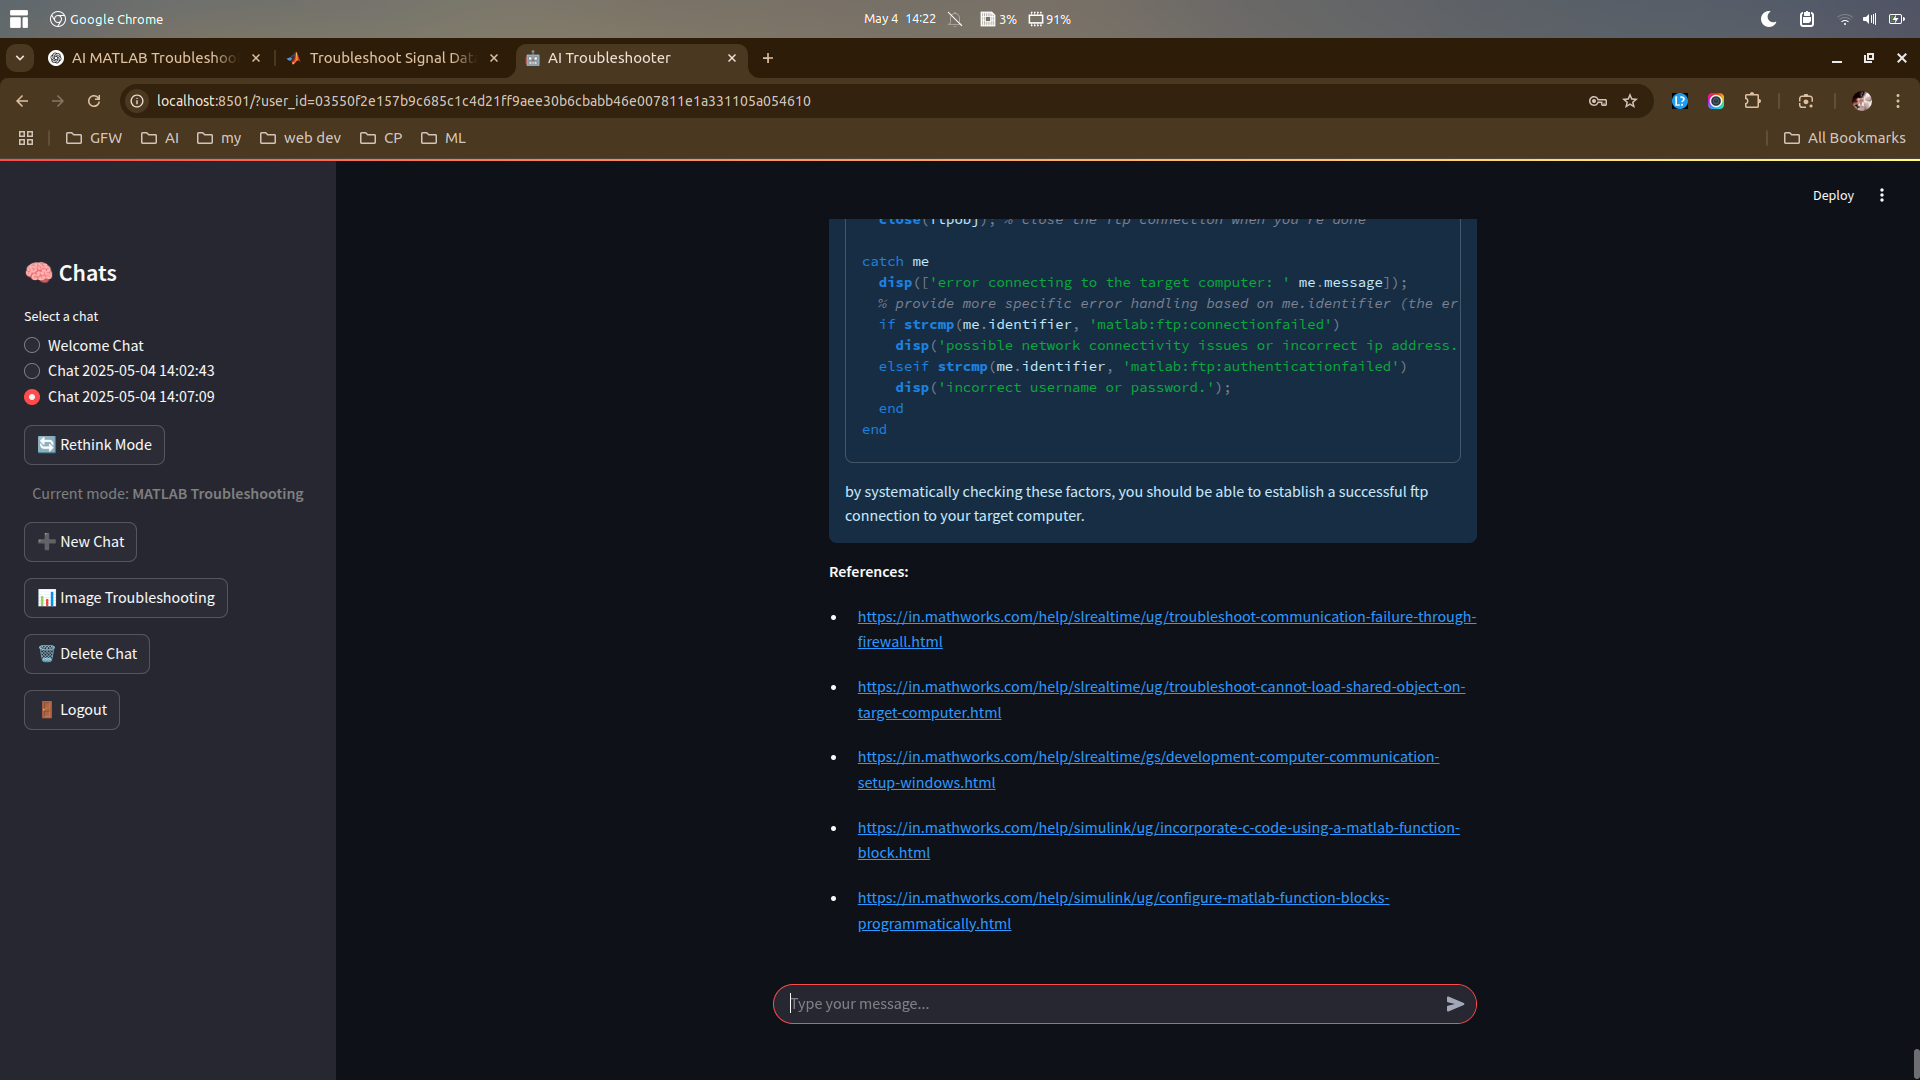 Google Chrome
May 4 14:22
3%
91%
AI MATLAB Troubleshoo
Troubleshoot Signal Dat
AI Troubleshooter
localhost:8501/?user_id=03550f2e157b9c685c1c4d21ff9aee30b6cbabb46e007811e1a331105a054610
GFW
AI
my
web dev
CP
ML
All Bookmarks
Deploy
Chats
Select a chat
Welcome Chat
Chat 2025-05-04 14:02:43
Chat 2025-05-04 14:07:09
Rethink Mode
Current mode: MATLAB Troubleshooting
New Chat
Image Troubleshooting
Delete Chat
Logout
close(ftpobj); % close the ftp connection when you're done
catch me
disp(['error connecting to the target computer: ' me.message]);
% provide more specific error handling based on me.identifier (the er
if strcmp(me.identifier, 'matlab:ftp:connectionfailed')
disp('possible network connectivity issues or incorrect ip address.
elseif strcmp(me.identifier, 'matlab:ftp:authenticationfailed')
disp('incorrect username or password.');
end
end
by systematically checking these factors, you should be able to establish a successful ftp
connection to your target computer.
References:
https://in.mathworks.com/help/slrealtime/ug/troubleshoot-communication-failure-through-
firewall.html
https://in.mathworks.com/help/slrealtime/ug/troubleshoot-cannot-load-shared-object-on-
target-computer.html
https://in.mathworks.com/help/slrealtime/gs/development-computer-communication-
setup-windows.html
https://in.mathworks.com/help/simulink/ug/incorporate-c-code-using-a-matlab-function-
block.html
https://in.mathworks.com/help/simulink/ug/configure-matlab-function-blocks-
programmatically.html
Type your message...